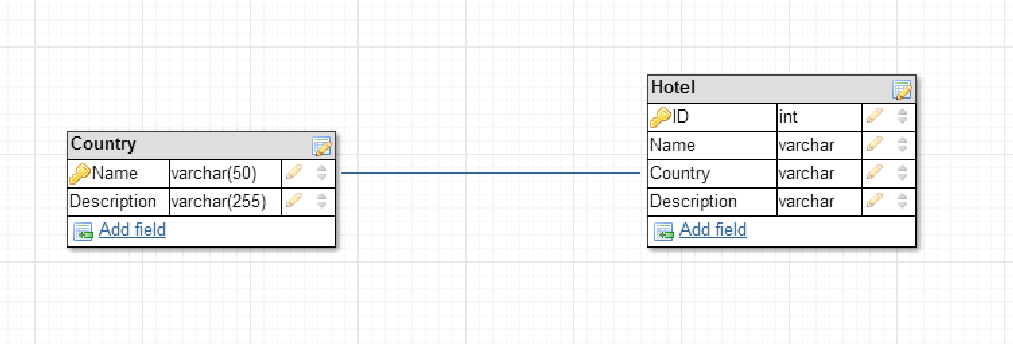 Country
Name varchar(50)
Description varchar(255)
Add field
Hotel
ID int
Name varchar
Country varchar
Description varchar
Add field